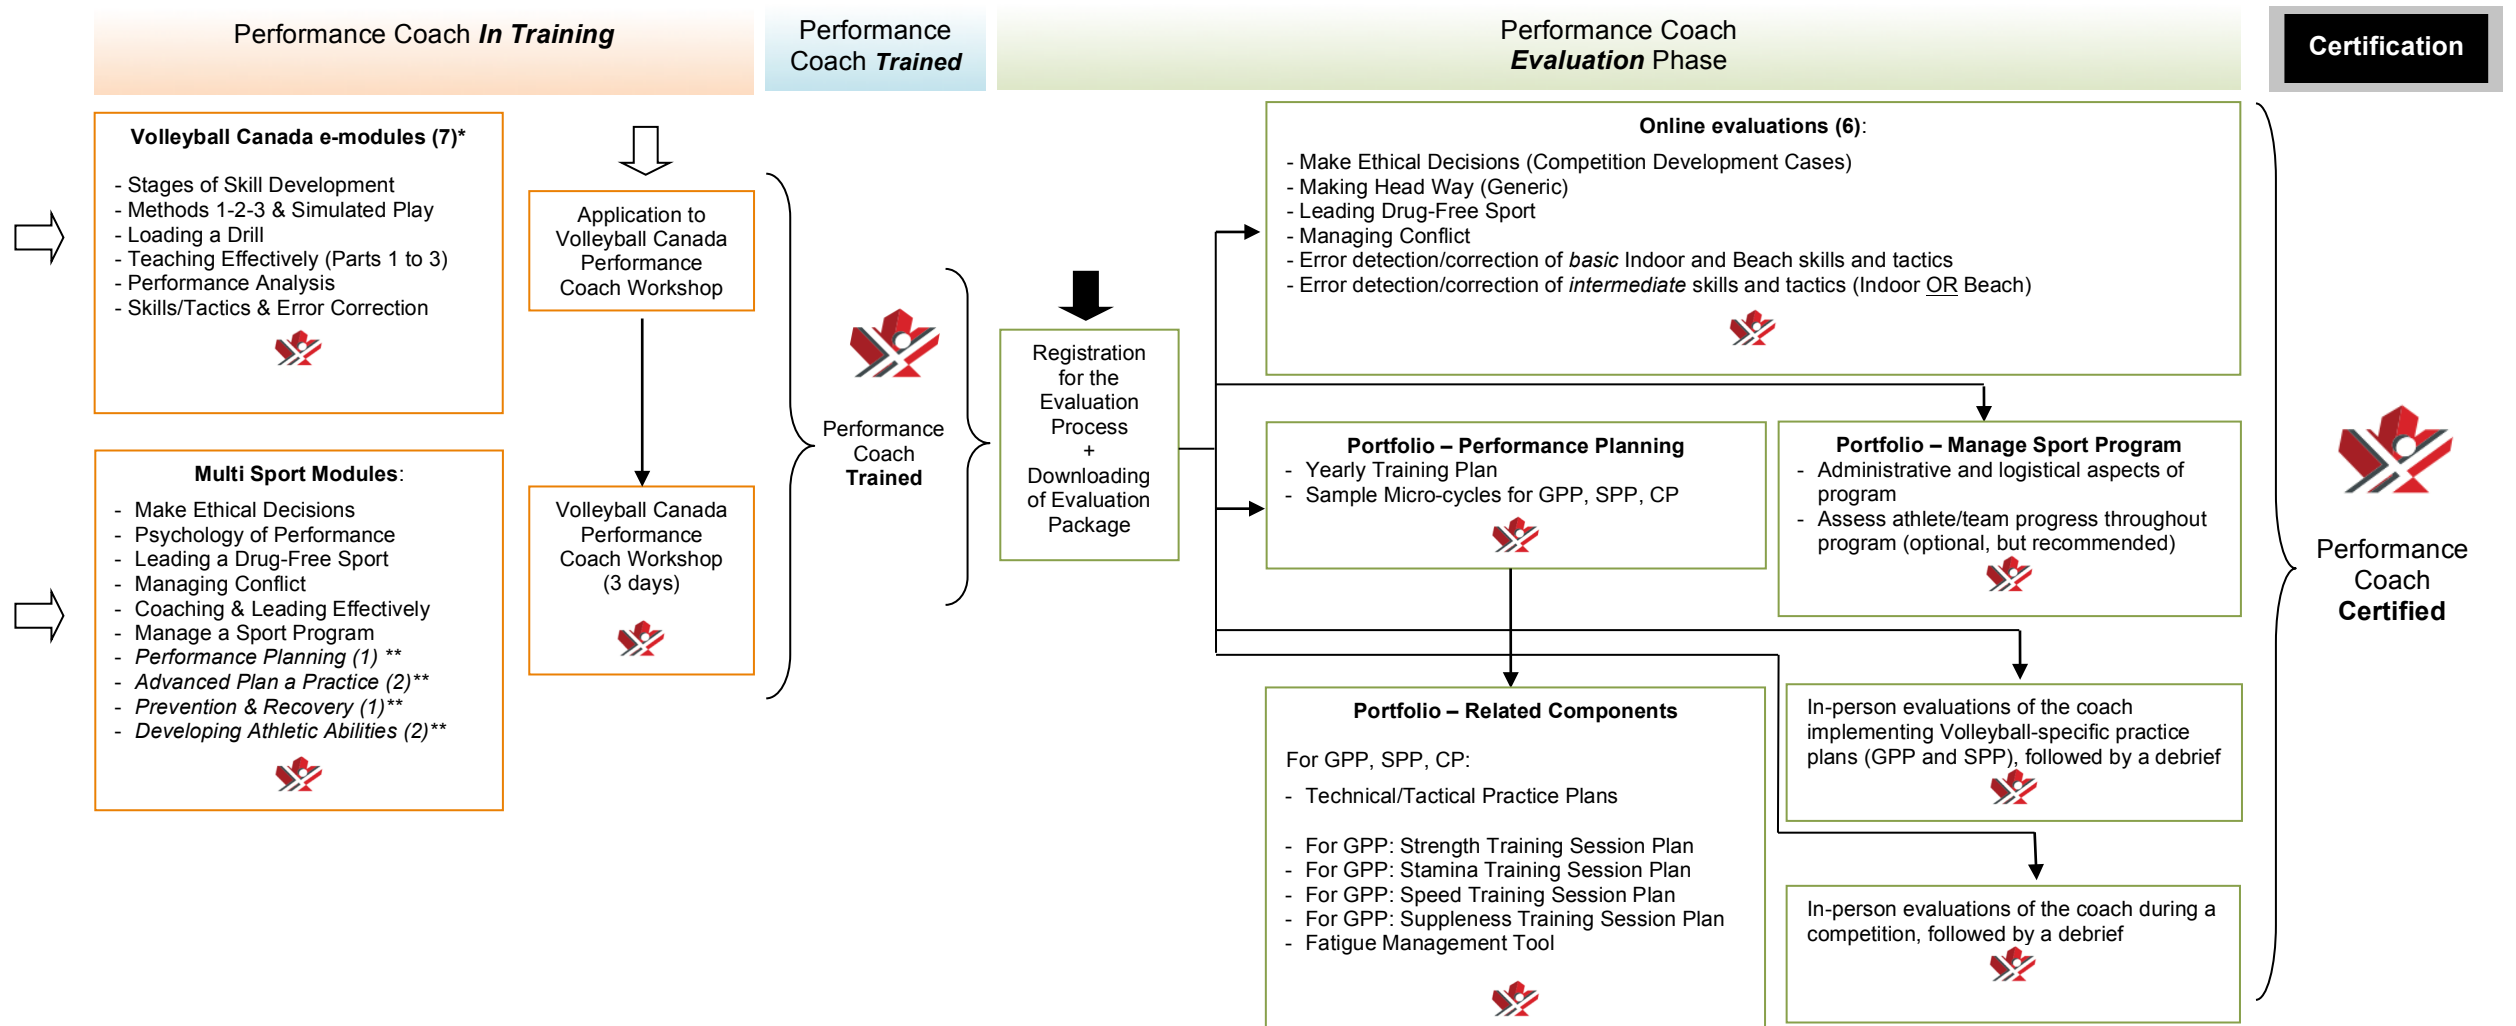 Performance Coach In Training
Performance
Coach Trained
Performance Coach
Evaluation Phase
Certification
Volleyball Canada e-modules (7)*
- Stages of Skill Development
- Methods 1-2-3 & Simulated Play
- Loading a Drill
- Teaching Effectively (Parts 1 to 3)
- Performance Analysis
- Skills/Tactics & Error Correction
Multi Sport Modules:
- Make Ethical Decisions
- Psychology of Performance
- Leading a Drug-Free Sport
- Managing Conflict
- Coaching & Leading Effectively
- Manage a Sport Program
- Performance Planning (1) **
- Advanced Plan a Practice (2)**
- Prevention & Recovery (1)**
- Developing Athletic Abilities (2)**
Application to
Volleyball Canada
Performance
Coach Workshop
Volleyball Canada
Performance
Coach Workshop
(3 days)
Performance
Coach
Trained
Registration
for the
Evaluation
Process
+
Downloading
of Evaluation
Package
Online evaluations (6):
- Make Ethical Decisions (Competition Development Cases)
- Making Head Way (Generic)
- Leading Drug-Free Sport
- Managing Conflict
- Error detection/correction of basic Indoor and Beach skills and tactics
- Error detection/correction of intermediate skills and tactics (Indoor OR Beach)
Portfolio – Performance Planning
- Yearly Training Plan
- Sample Micro-cycles for GPP, SPP, CP
Portfolio – Manage Sport Program
- Administrative and logistical aspects of
program
- Assess athlete/team progress throughout
program (optional, but recommended)
Portfolio – Related Components
For GPP, SPP, CP:
- Technical/Tactical Practice Plans
- For GPP: Strength Training Session Plan
- For GPP: Stamina Training Session Plan
- For GPP: Speed Training Session Plan
- For GPP: Suppleness Training Session Plan
- Fatigue Management Tool
In-person evaluations of the coach
implementing Volleyball-specific practice
plans (GPP and SPP), followed by a debrief
In-person evaluations of the coach during a
competition, followed by a debrief
Performance
Coach
Certified